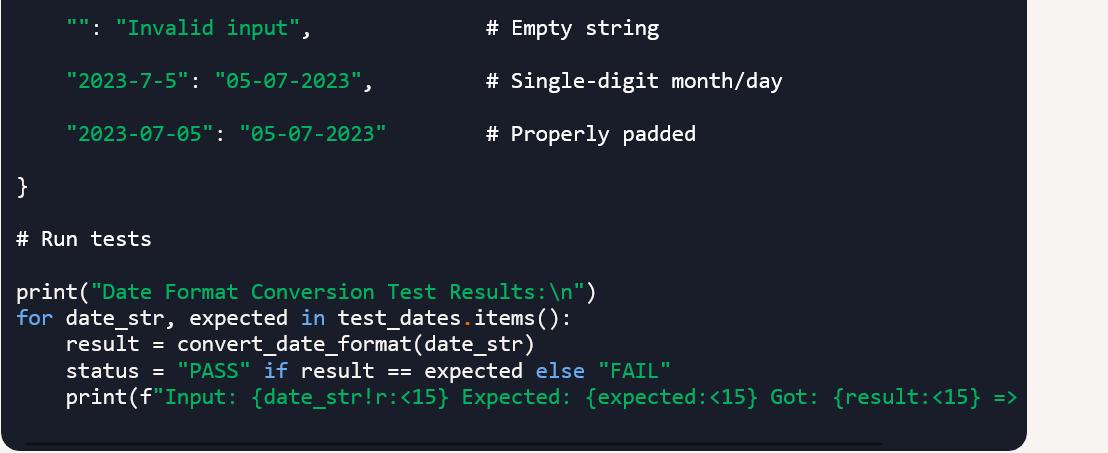 "": "Invalid input",              # Empty string
"2023-7-5": "05-07-2023",         # Single-digit month/day
"2023-07-05": "05-07-2023"        # Properly padded
}
# Run tests
print("Date Format Conversion Test Results:\n")
for date_str, expected in test_dates.items():
    result = convert_date_format(date_str)
    status = "PASS" if result == expected else "FAIL"
    print(f"Input: {date_str!r:<15} Expected: {expected:<15} Got: {result:<15} =>